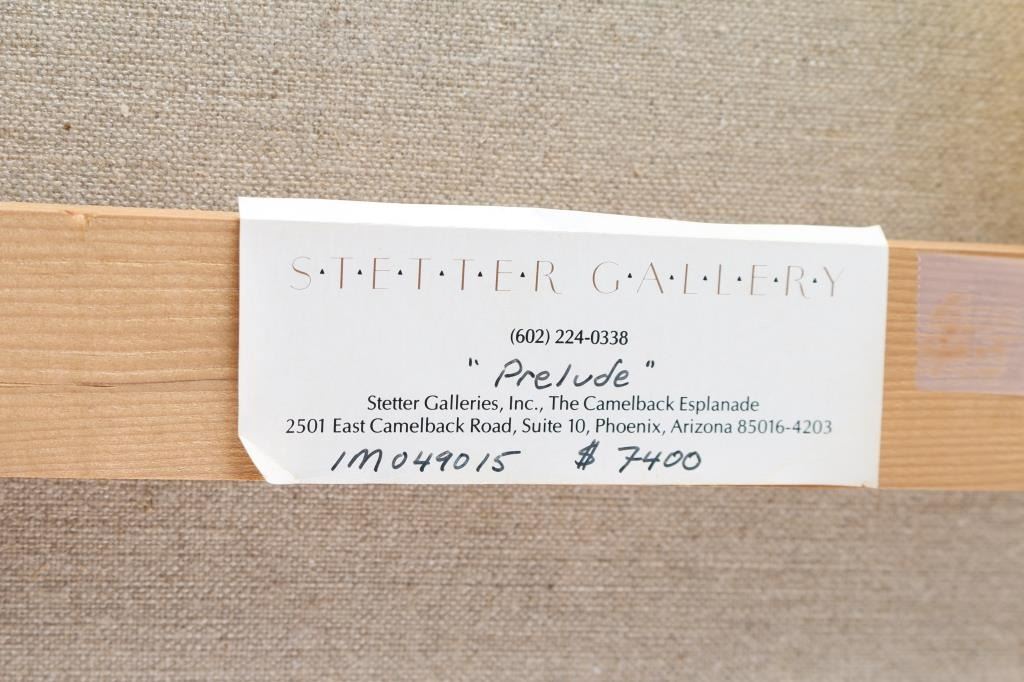 S·T·E·T·T·E·R G·A·L·L·E·R·Y
(602) 224-0338
"Prelude"
Stetter Galleries, Inc., The Camelback Esplanade
2501 East Camelback Road, Suite 10, Phoenix, Arizona 85016-4203
1M049015 $ 7400